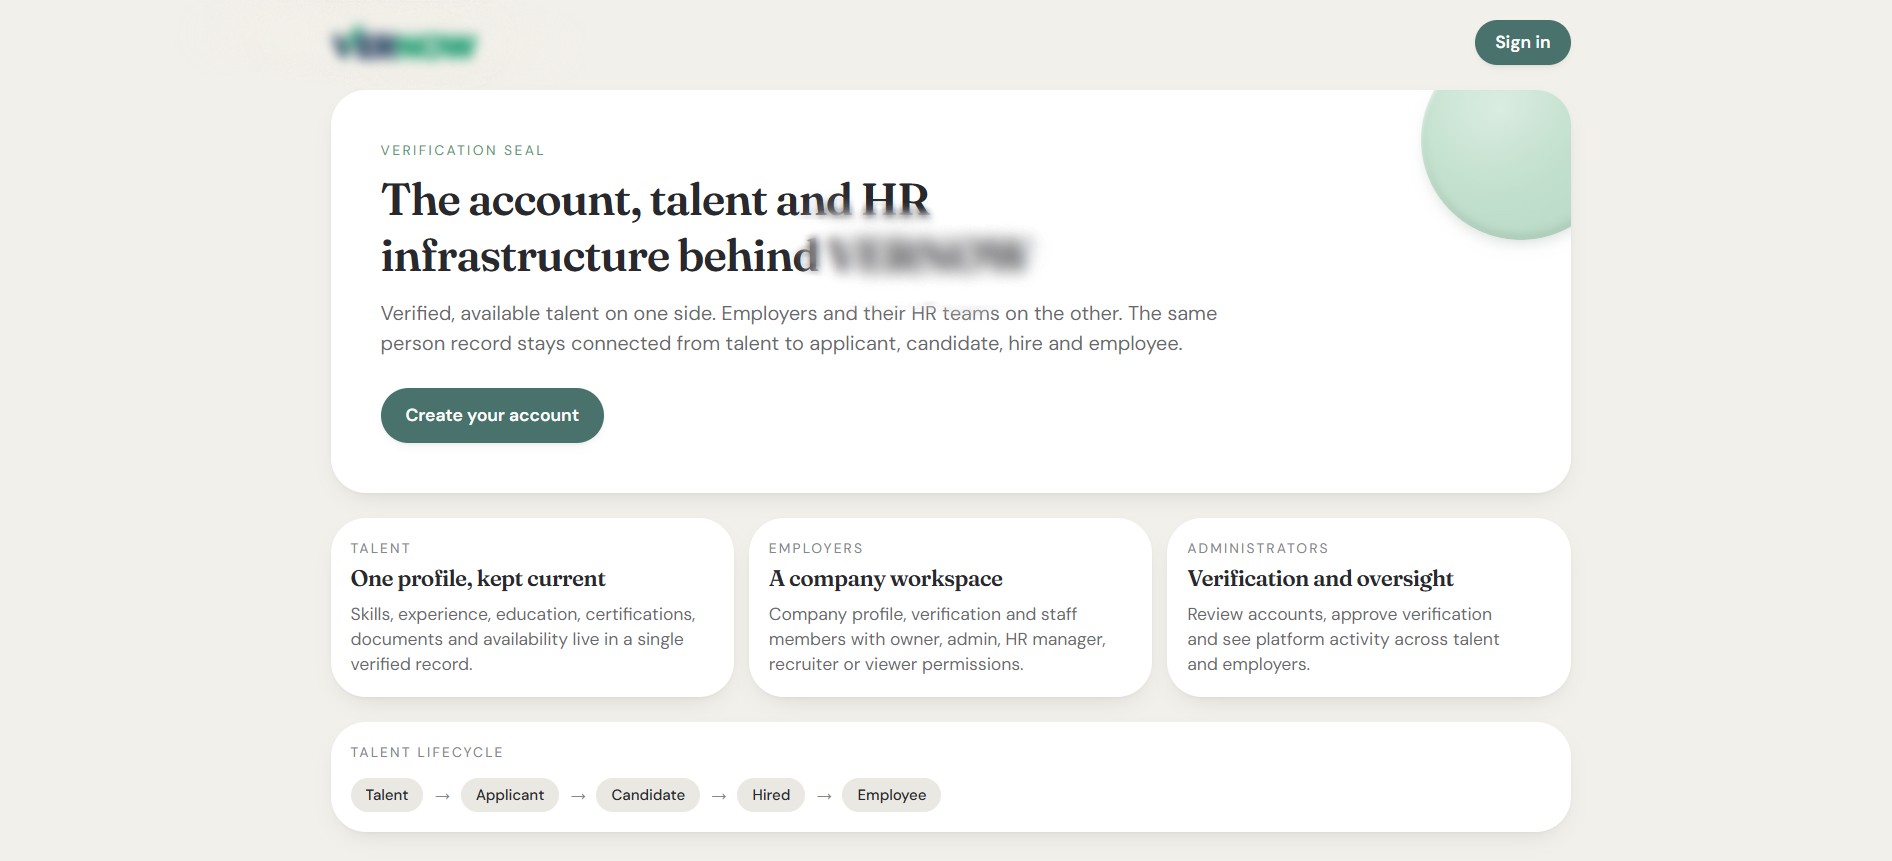 Sign in
VERIFICATION SEAL
The account, talent and HR
infrastructure behind
Verified, available talent on one side. Employers and their HR teams on the other. The same
person record stays connected from talent to applicant, candidate, hire and employee.
Create your account
TALENT
One profile, kept current
Skills, experience, education, certifications,
documents and availability live in a single
verified record.
EMPLOYERS
A company workspace
Company profile, verification and staff
members with owner, admin, HR manager,
recruiter or viewer permissions.
ADMINISTRATORS
Verification and oversight
Review accounts, approve verification
and see platform activity across talent
and employers.
TALENT LIFECYCLE
Talent → Applicant → Candidate → Hired → Employee